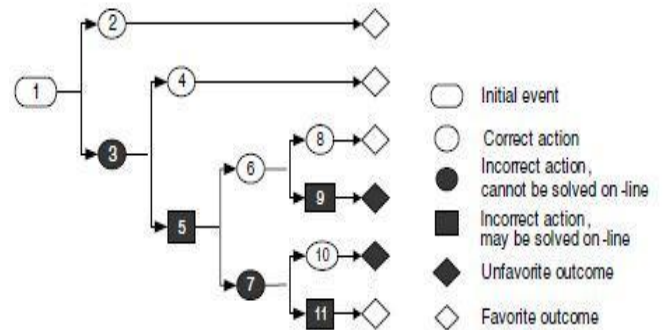 2
4
1
Initial event
8
Correct action
3
6
Incorrect action,
cannot be solved on-line
9
Incorrect action,
may be solved on-line
5
10
Unfavorite outcome
7
11
Favorite outcome